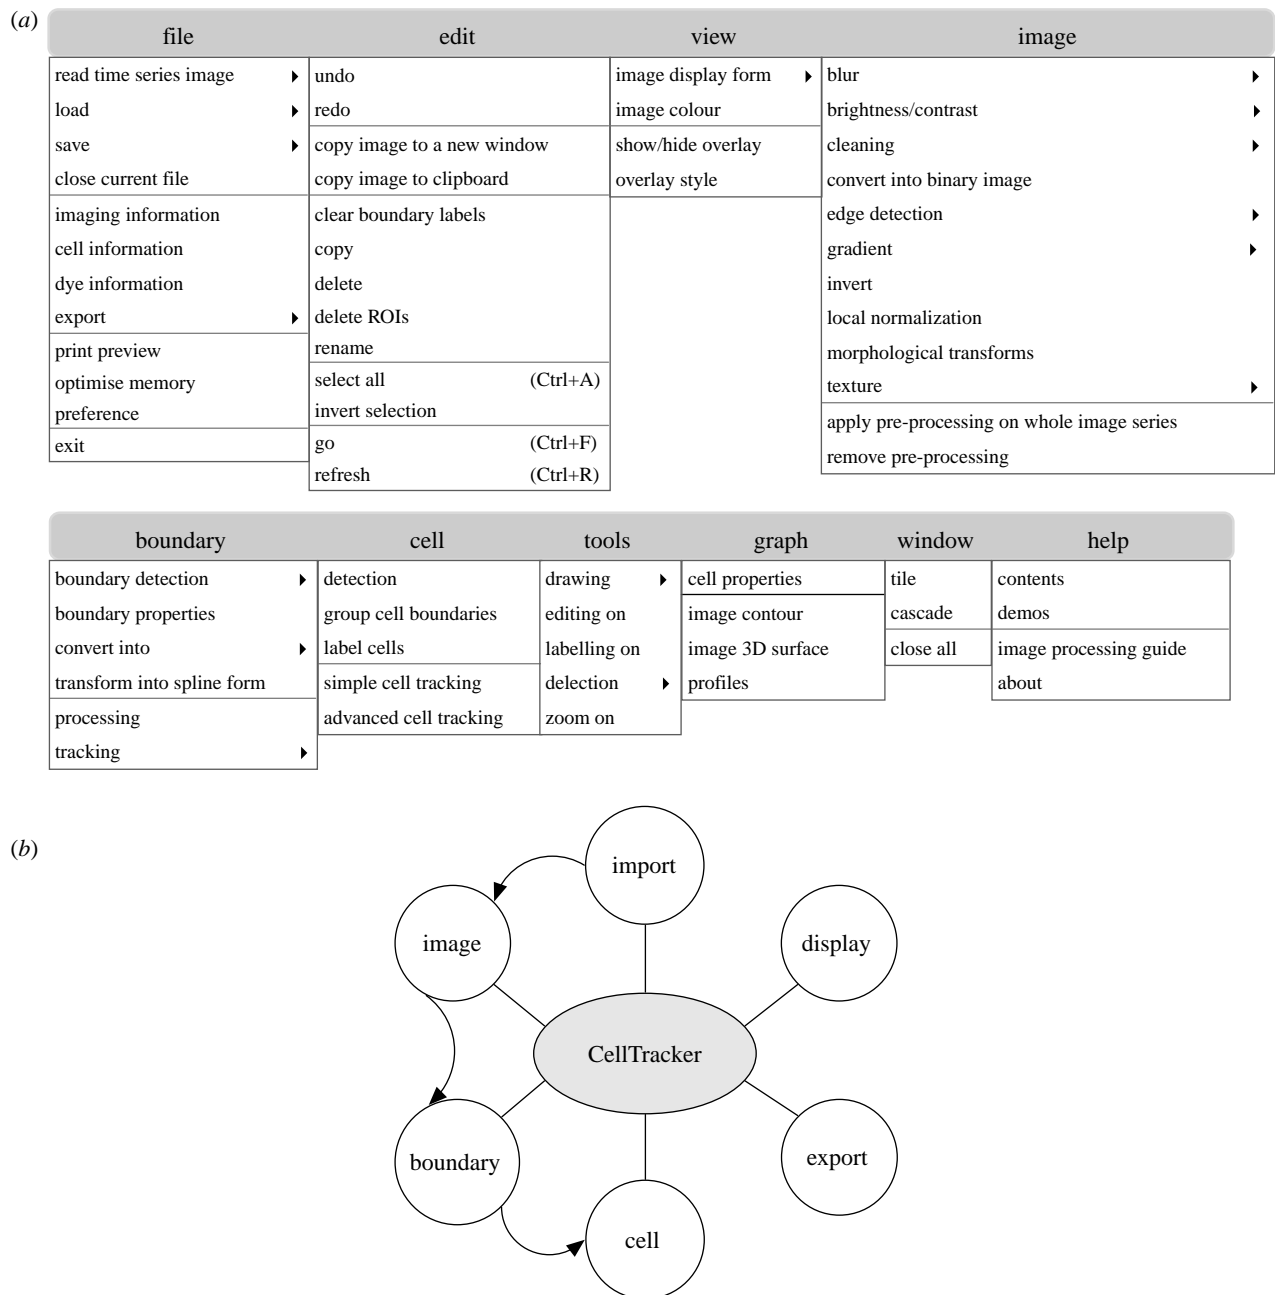 (a)
file edit view image
read time series image
load
save
close current file
imaging information
cell information
dye information
export
print preview
optimise memory
preference
exit
undo
redo
copy image to a new window
copy image to clipboard
clear boundary labels
copy
delete
delete ROIs
rename
select all (Ctrl+A)
invert selection
go (Ctrl+F)
refresh (Ctrl+R)
image display form
image colour
show/hide overlay
overlay style
blur
brightness/contrast
cleaning
convert into binary image
edge detection
gradient
invert
local normalization
morphological transforms
texture
apply pre-processing on whole image series
remove pre-processing
boundary cell tools graph window help
boundary detection
boundary properties
convert into
transform into spline form
processing
tracking
detection
group cell boundaries
label cells
simple cell tracking
advanced cell tracking
drawing
editing on
labelling on
delection
zoom on
cell properties
image contour
image 3D surface
profiles
tile
cascade
close all
contents
demos
image processing guide
about
(b)
import
image
display
CellTracker
boundary
export
cell